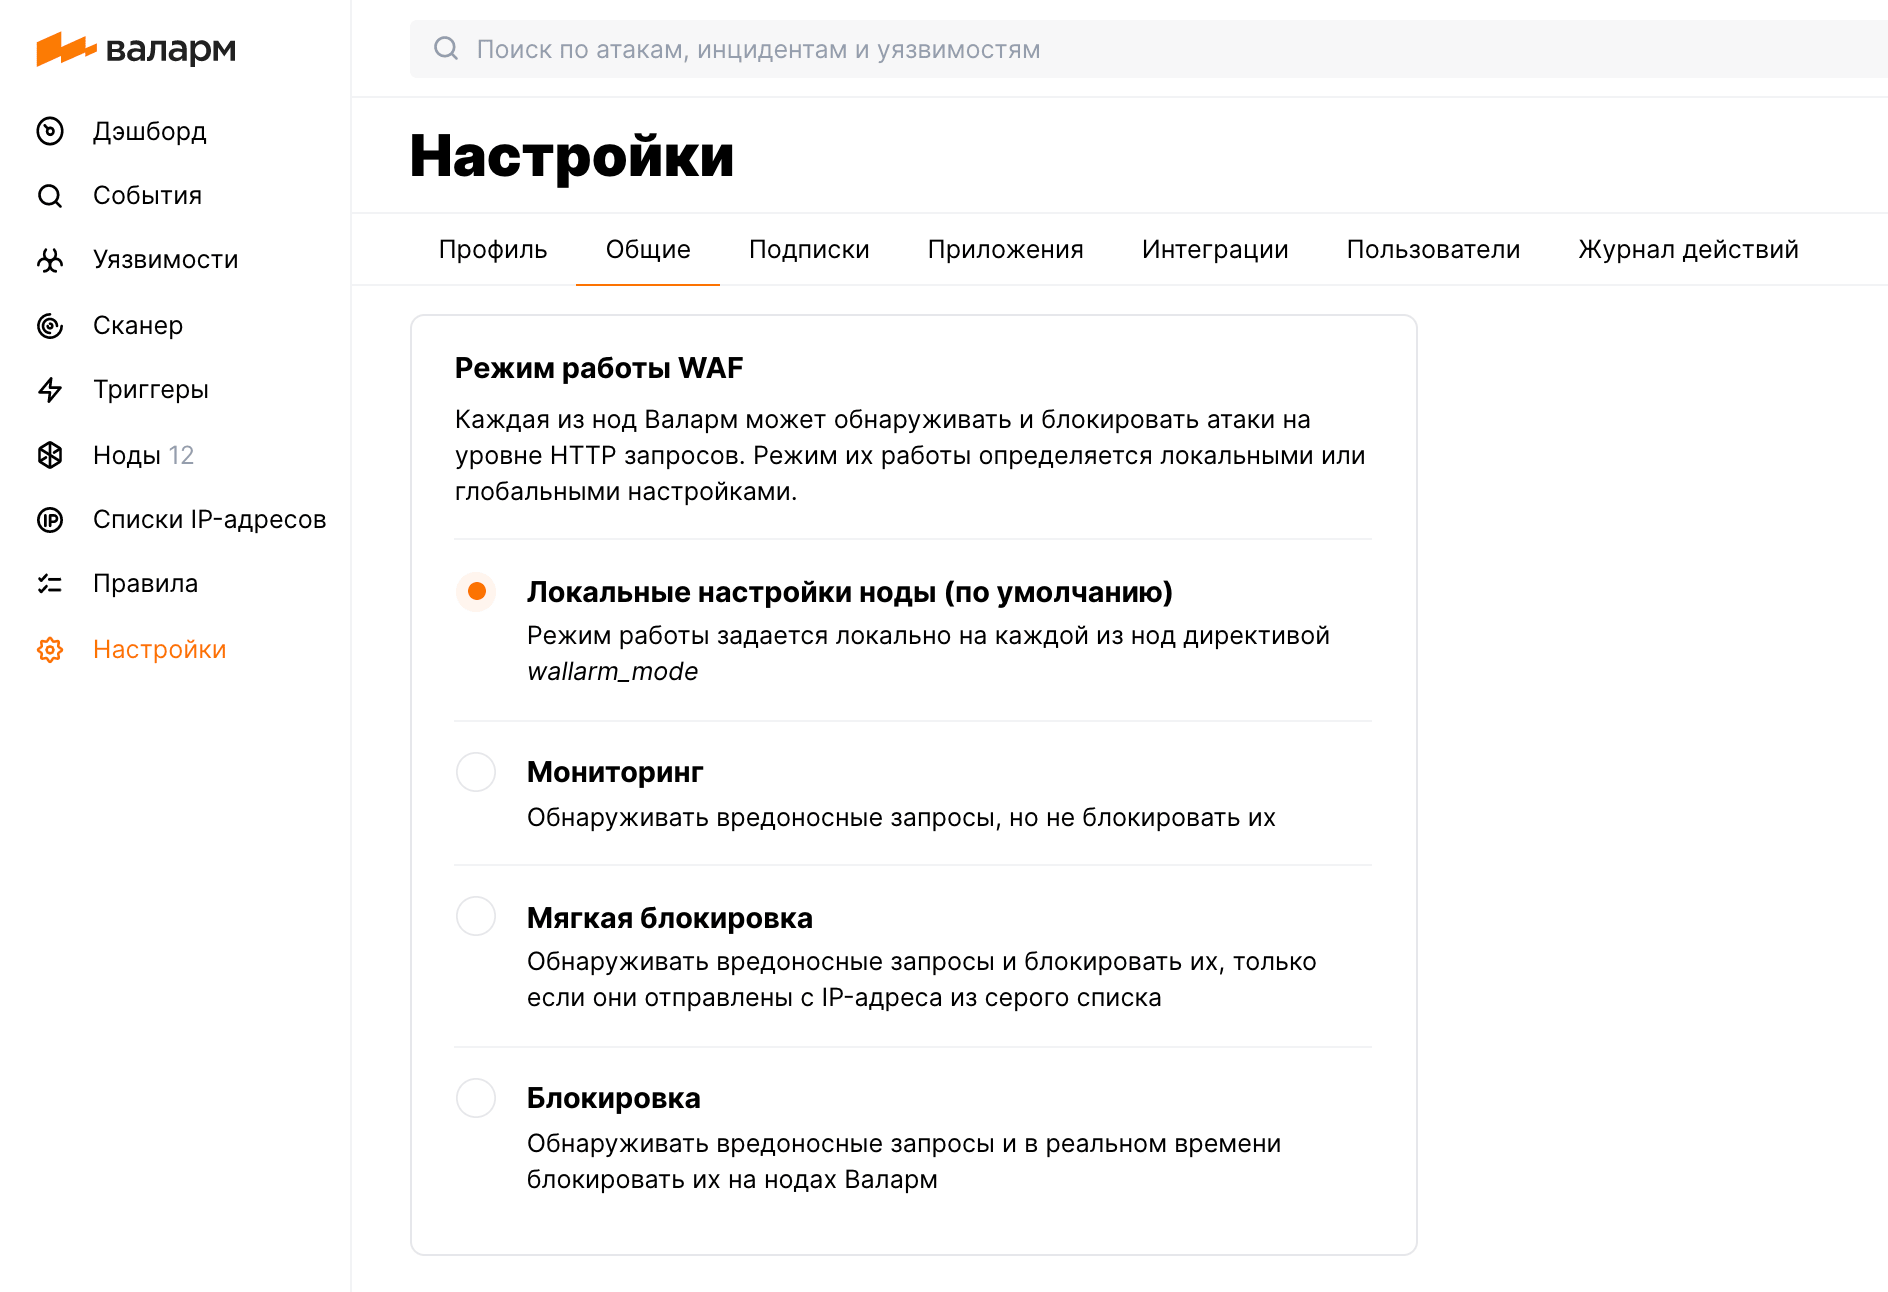 валарм
Поиск по атакам, инцидентам и уязвимостям
Дэшборд
События
Уязвимости
Сканер
Триггеры
Ноды 12
IP
Списки IP-адресов
Правила
Настройки
Настройки
Профиль Общие Подписки Приложения Интеграции Пользователи Журнал действий
Режим работы WAF
Каждая из нод Валарм может обнаруживать и блокировать атаки на
уровне HTTP запросов. Режим их работы определяется локальными или
глобальными настройками.
Локальные настройки ноды (по умолчанию)
Режим работы задается локально на каждой из нод директивой
wallarm_mode
Мониторинг
Обнаруживать вредоносные запросы, но не блокировать их
Мягкая блокировка
Обнаруживать вредоносные запросы и блокировать их, только
если они отправлены с IP-адреса из серого списка
Блокировка
Обнаруживать вредоносные запросы и в реальном времени
блокировать их на нодах Валарм